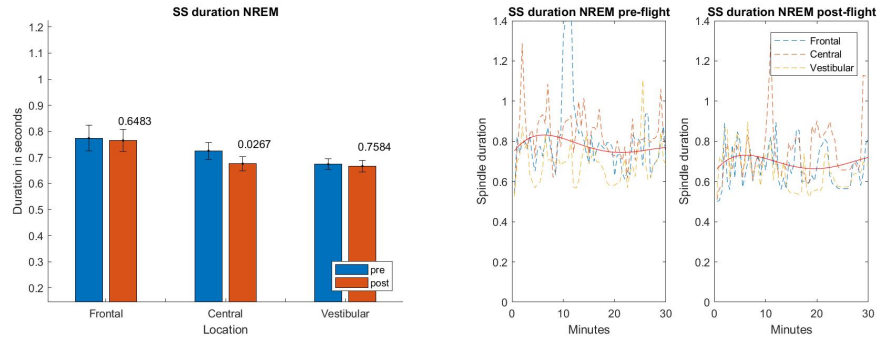 SS duration NREM
1.2
1.1
1
0.9
0.8
0.7
0.6
0.5
0.4
0.3
0.2
Duration in seconds
0.6483
0.0267
0.7584
pre
post
Frontal
Central
Vestibular
Location
SS duration NREM pre-flight
1.4
1.2
1
0.8
0.6
0.4
0.2
0
Spindle duration
0
10
20
30
Minutes
SS duration NREM post-flight
1.4
1.2
1
0.8
0.6
0.4
0.2
0
Spindle duration
Frontal
Central
Vestibular
0
10
20
30
Minutes